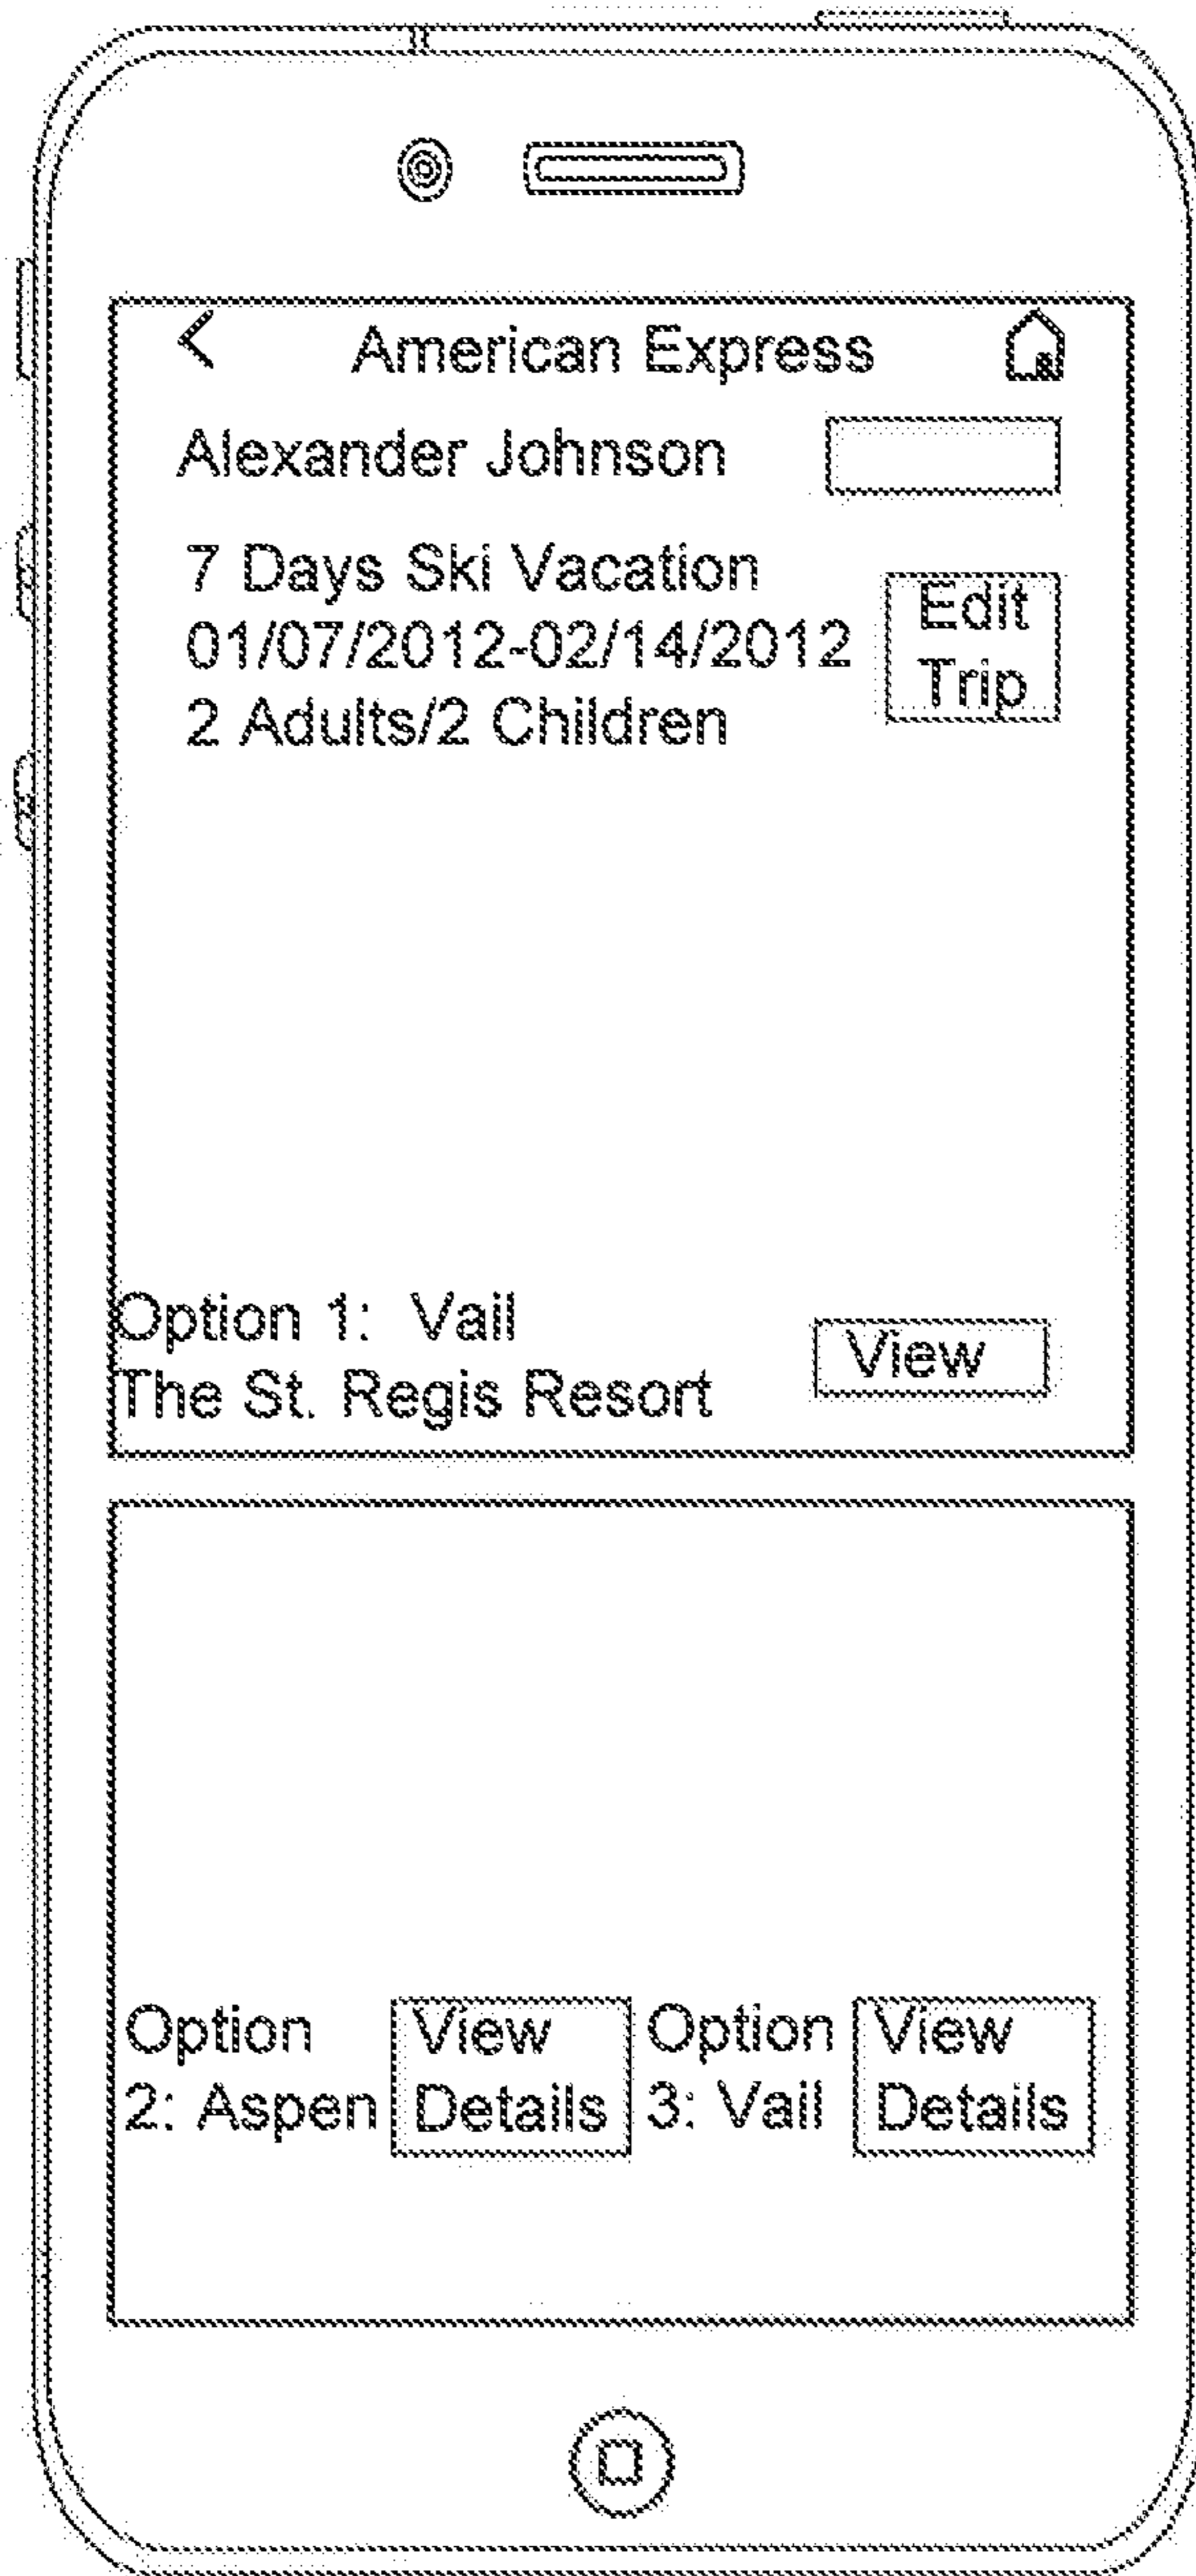 American Express
Alexander Johnson
7 Days Ski Vacation
01/07/2012-02/14/2012
2 Adults/2 Children
Edit
Trip
Option 1: Vail
The St. Regis Resort
View
Option
2: Aspen
View
Details
Option
3: Vail
View
Details